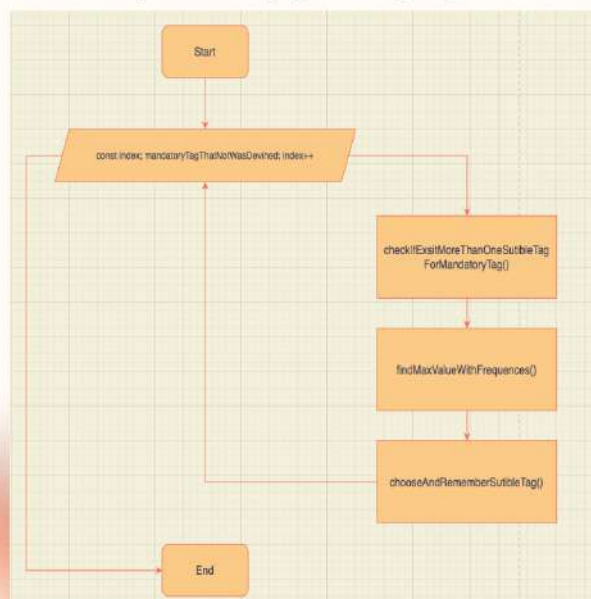 Start
const index; mandatoryTagThatNotWasDevined; index++
checkIfExsitMoreThanOneSutibleTag
ForMandatoryTag()
findMaxValueWithFrequences()
chooseAndRememberSutibleTag()
End